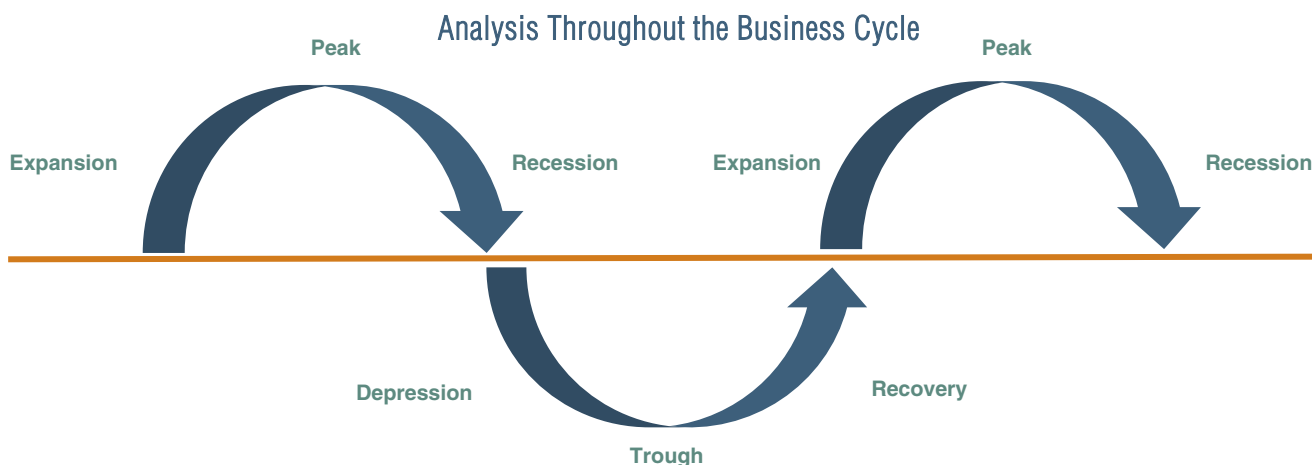 Analysis Throughout the Business Cycle
Peak
Peak
Expansion
Recession
Expansion
Recession
Depression
Recovery
Trough